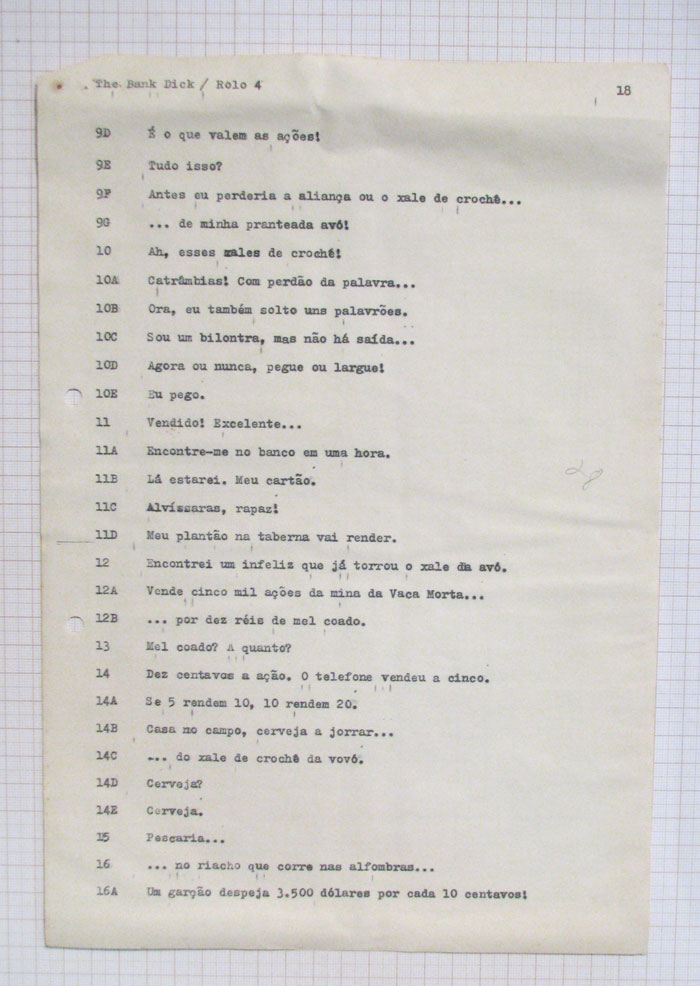 The Bank Dick / Rolo 4 18
9D É o que valem as ações!
9E Tudo isso?
9F Antes eu perderia a aliança ou o xale de crochê...
9G ... de minha pranteada avó!
10 Ah, esses xales de crochê!
10A Catrâmbias! Com perdão da palavra...
10B Ora, eu também solto uns palavrões.
10C Sou um bilontra, mas não há saída...
10D Agora ou nunca, pegue ou largue!
10E Eu pego.
11 Vendido! Excelente...
11A Encontre-me no banco em uma hora.
11B Lá estarei. Meu cartão.
11C Alvíssaras, rapaz!
11D Meu plantão na taberna vai render.
12 Encontrei um infeliz que já torrou o xale da avó.
12A Vende cinco mil ações da mina da Vaca Morta...
12B ... por dez réis de mel coado.
13 Mel coado? A quanto?
14 Dez centavos a ação. O telefone vendeu a cinco.
14A Se 5 rendem 10, 10 rendem 20.
14B Casa no campo, cerveja a jorrar...
14C ... do xale de crochê da vovó.
14D Cerveja?
14E Cerveja.
15 Pescaria...
16 ... no riacho que corre nas alfombras...
16A Um garção despeja 3.500 dólares por cada 10 centavos!